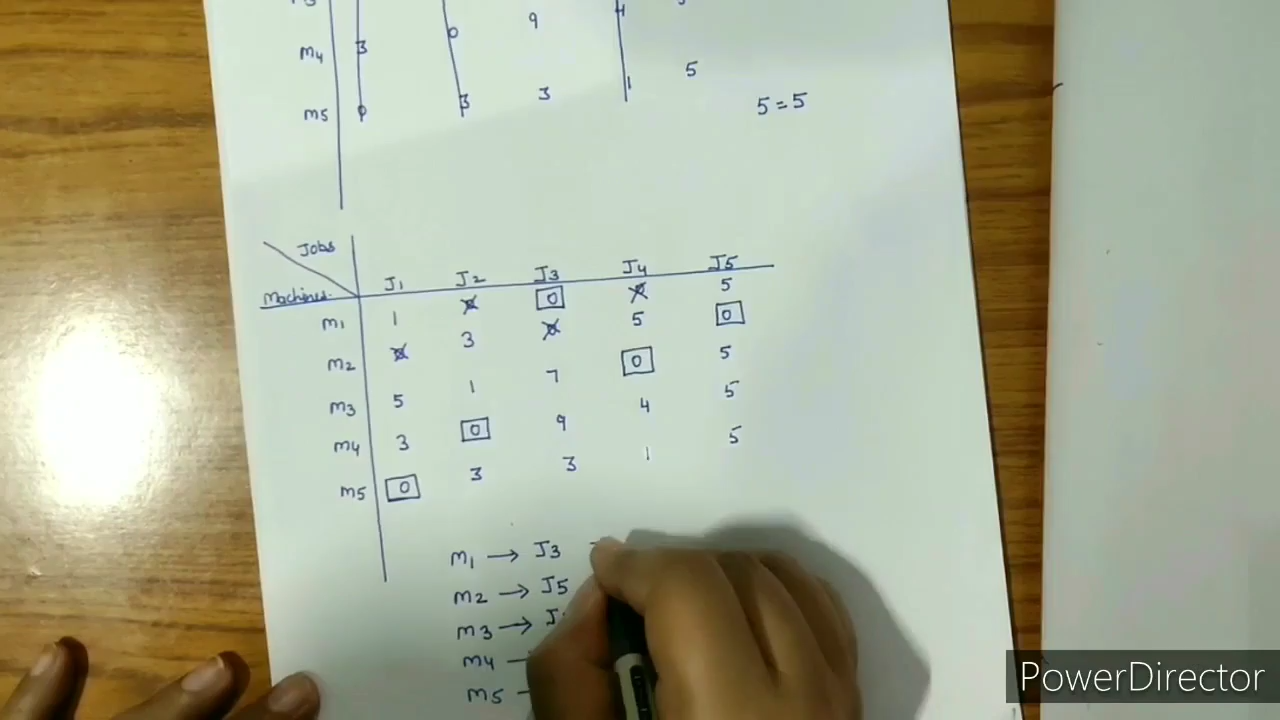 9 4
M4 3 0
M5 0 3 3 1 5
5 = 5
Jobs
Machines J1 J2 J3 J4 J5
M1 1 0 0 0 5
M2 0 3 0 5 0
M3 5 1 7 0 5
M4 3 0 9 4 5
M5 0 3 3 1 5
M1 → J3
M2 → J5
M3 → J
M4
M5
PowerDirector